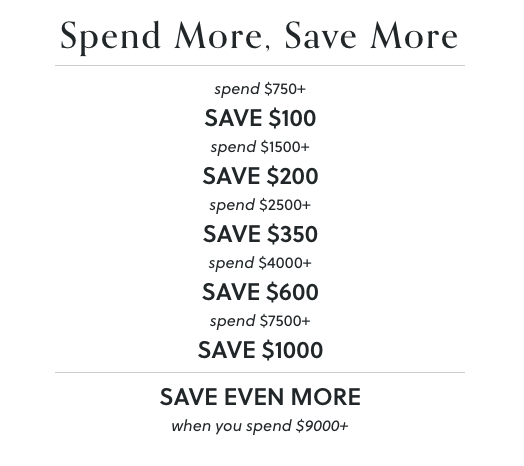 Spend More, Save More
spend $750+
SAVE $100
spend $1500+
SAVE $200
spend $2500+
SAVE $350
spend $4000+
SAVE $600
spend $7500+
SAVE $1000
SAVE EVEN MORE
when you spend $9000+